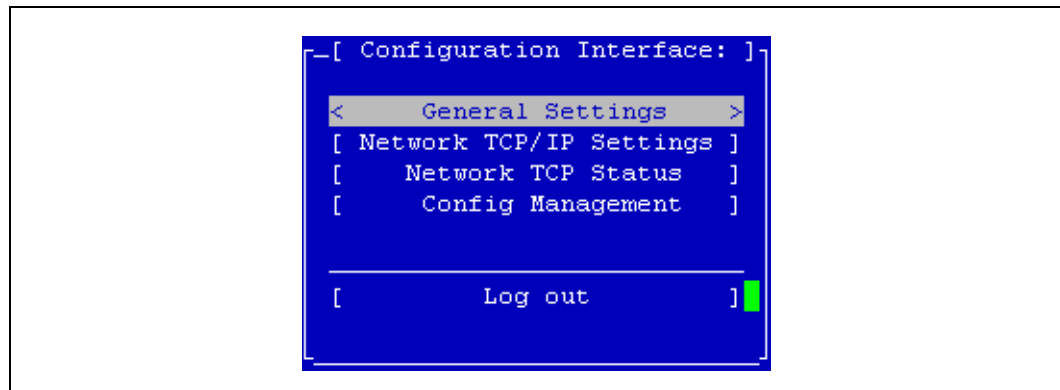 [ Configuration Interface: ]
< General Settings >
[ Network TCP/IP Settings ]
[ Network TCP Status ]
[ Config Management ]
[ Log out ]